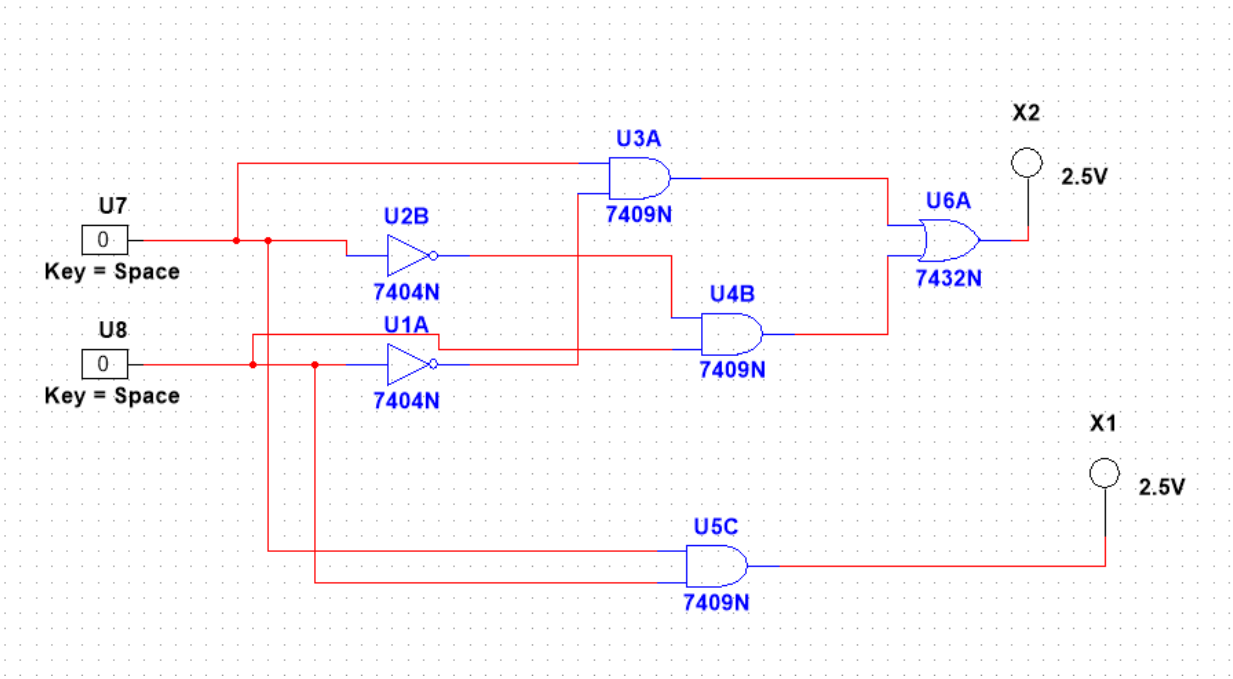 X2
U3A
2.5V
U7
U2B
U6A
0
7409N
Key = Space
7404N
7432N
U4B
U8
U1A
0
7409N
Key = Space
7404N
X1
2.5V
U5C
7409N